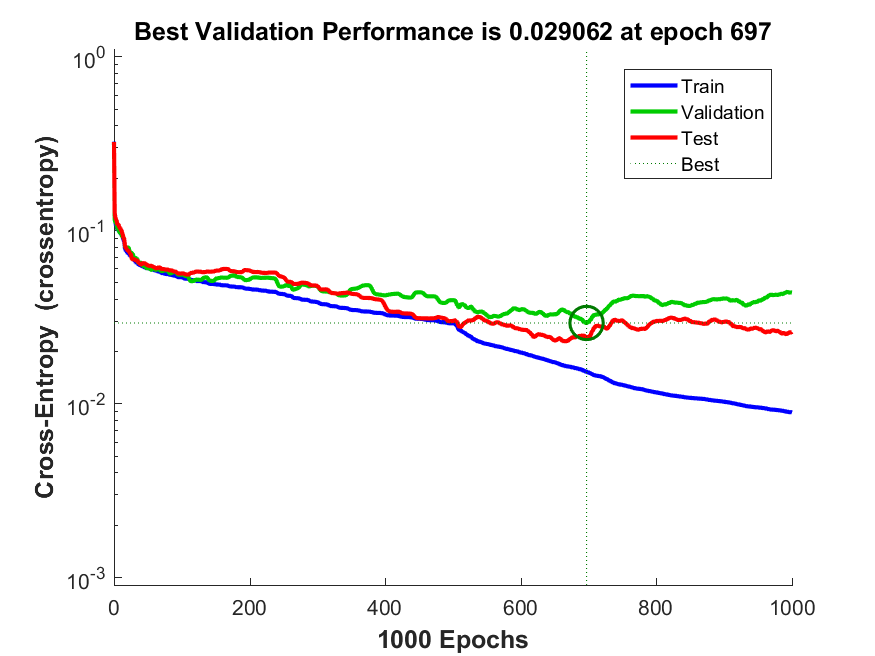 Best Validation Performance is 0.029062 at epoch 697
10^0
10^-1
10^-2
10^-3
Cross-Entropy (crossentropy)
Train
Validation
Test
Best
0 200 400 600 800 1000
1000 Epochs